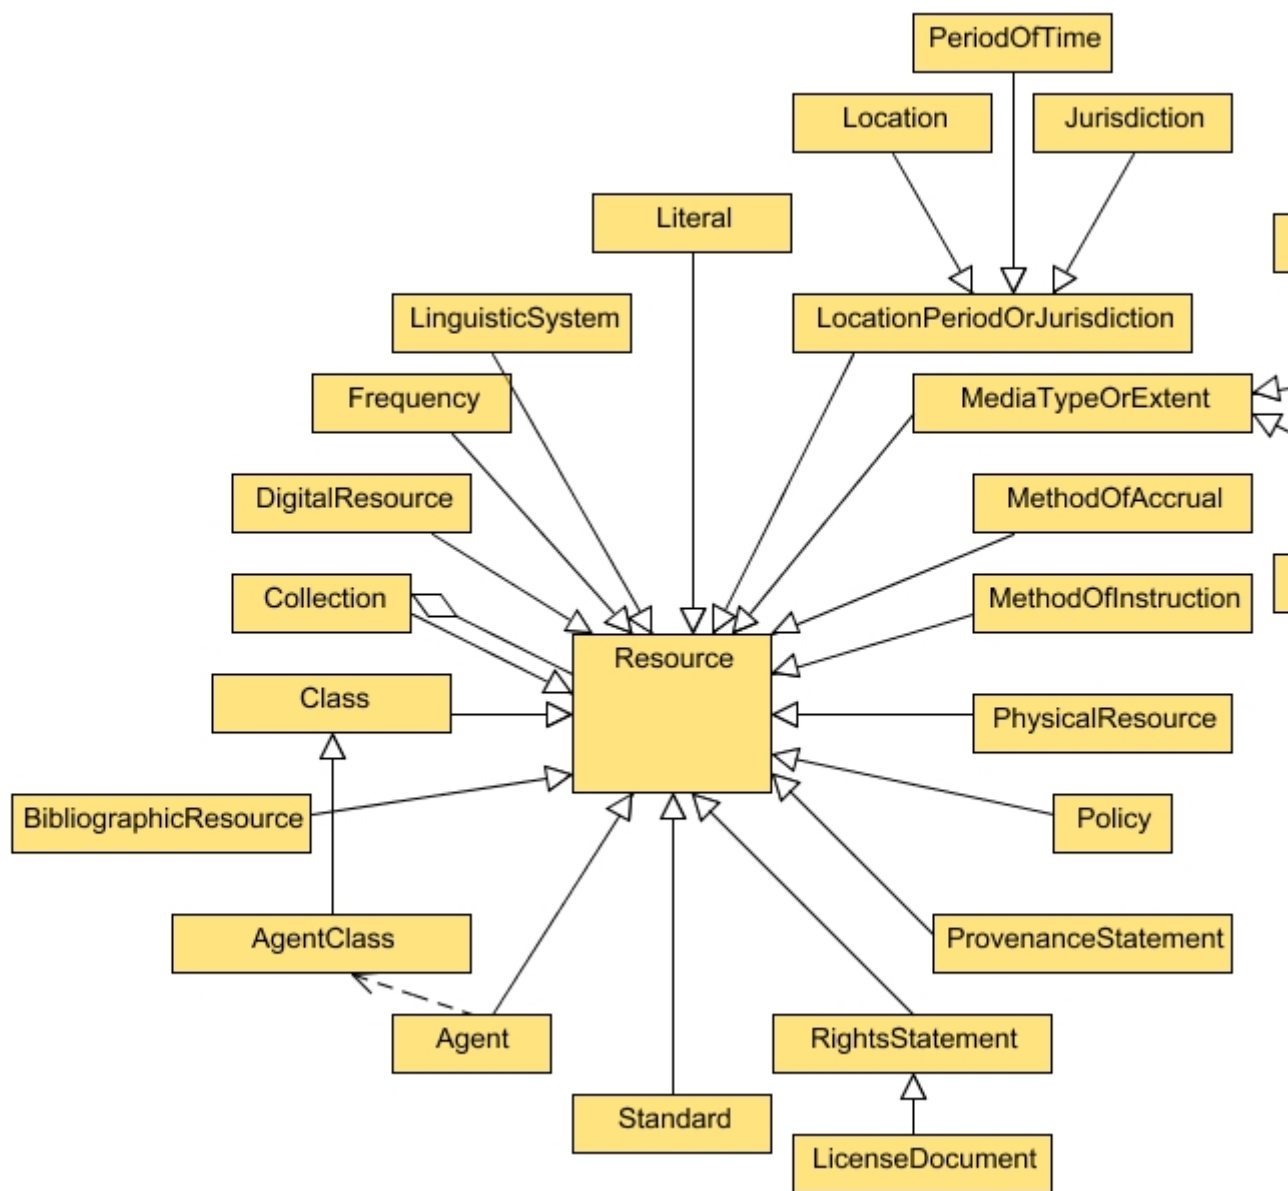 PeriodOfTime
Location
Jurisdiction
Literal
LinguisticSystem
LocationPeriodOrJurisdiction
Frequency
MediaTypeOrExtent
DigitalResource
MethodOfAccrual
Collection
MethodOfInstruction
Resource
Class
PhysicalResource
BibliographicResource
Policy
AgentClass
ProvenanceStatement
Agent
RightsStatement
Standard
LicenseDocument